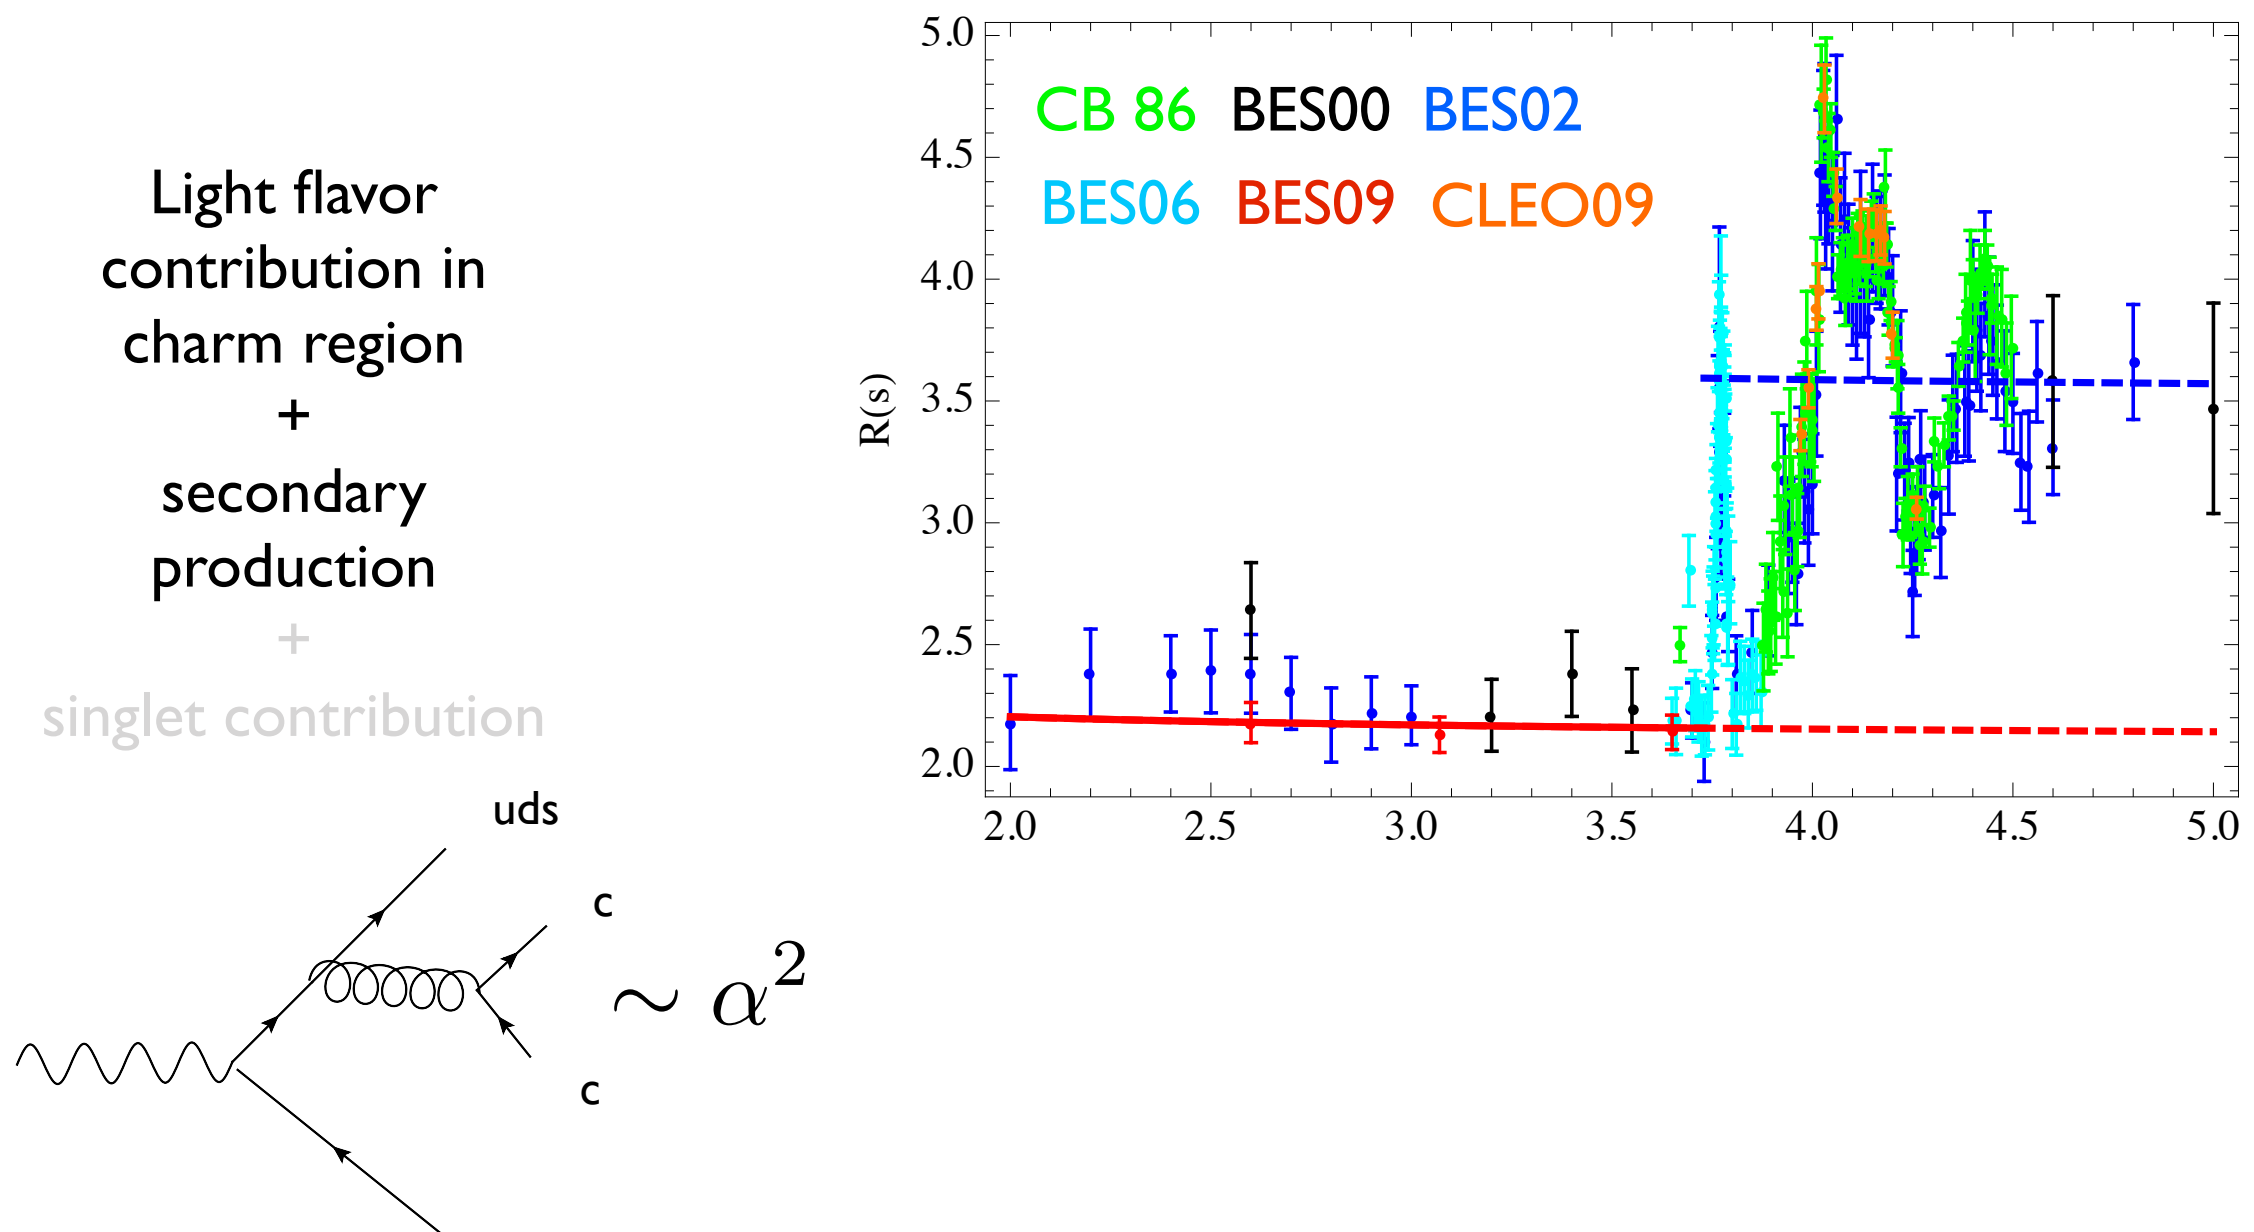 Light flavor
contribution in
charm region
+
secondary
production
+
singlet contribution
uds
c
c
∼ α²
CB 86 BES00 BES02
BES06 BES09 CLEO09
R(s)
5.0
4.5
4.0
3.5
3.0
2.5
2.0
2.0 2.5 3.0 3.5 4.0 4.5 5.0